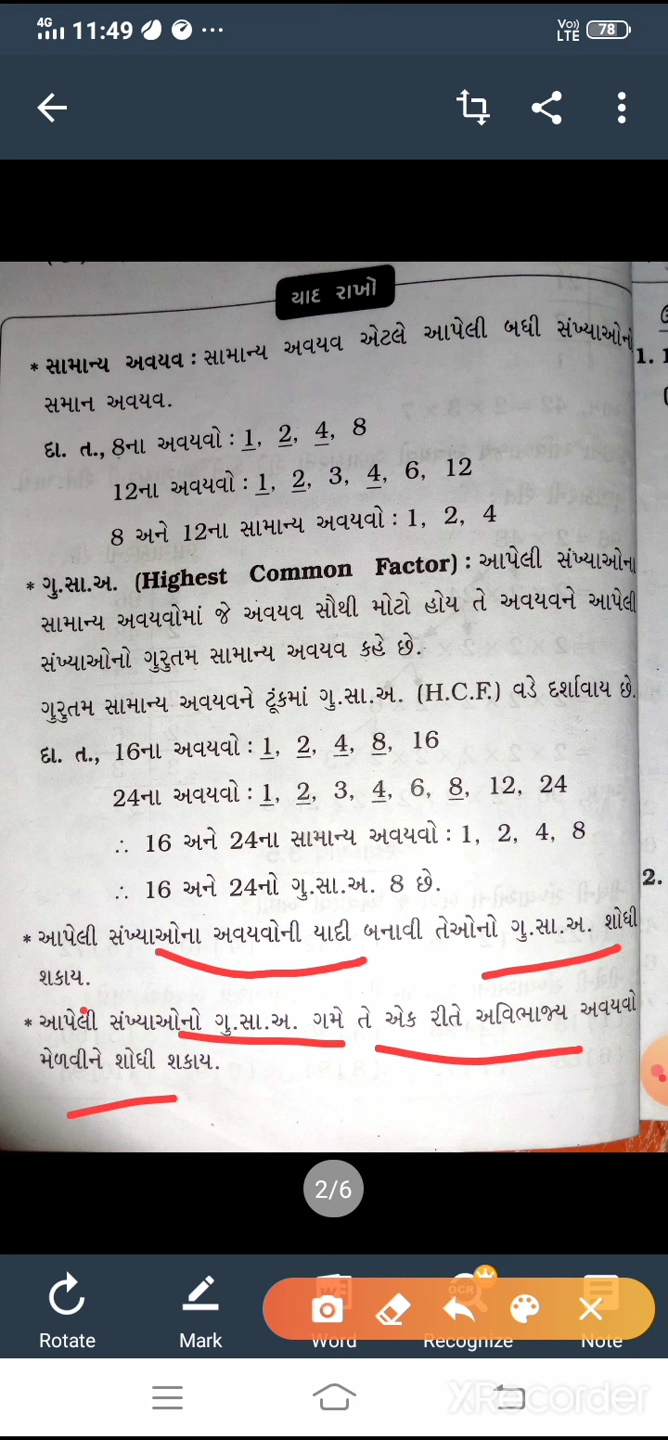 4G 11:49 ... Vo)) LTE 78
યાદ રાખો
* સામાન્ય અવયવ : સામાન્ય અવયવ એટલે આપેલી બધી સંખ્યાઓનો
સમાન અવયવ.
દા. ત., 8ના અવયવો : 1, 2, 4, 8
12ના અવયવો : 1, 2, 3, 4, 6, 12
8 અને 12ના સામાન્ય અવયવો : 1, 2, 4
* ગુ.સા.અ. (Highest Common Factor) : આપેલી સંખ્યાઓના
સામાન્ય અવયવોમાં જે અવયવ સૌથી મોટો હોય તે અવયવને આપેલી
સંખ્યાઓનો ગુરુતમ સામાન્ય અવયવ કહે છે.
ગુરુતમ સામાન્ય અવયવને ટૂંકમાં ગુ.સા.અ. (H.C.F.) વડે દર્શાવાય છે.
દા. ત., 16ના અવયવો : 1, 2, 4, 8, 16
24ના અવયવો : 1, 2, 3, 4, 6, 8, 12, 24
∴ 16 અને 24ના સામાન્ય અવયવો : 1, 2, 4, 8
∴ 16 અને 24નો ગુ.સા.અ. 8 છે.
* આપેલી સંખ્યાઓના અવયવોની યાદી બનાવી તેઓનો ગુ.સા.અ. શોધી
શકાય.
* આપેલી સંખ્યાઓનો ગુ.સા.અ. ગમે તે એક રીતે અવિભાજ્ય અવયવો
મેળવીને શોધી શકાય.
1.
2.
2/6
Rotate Mark Word Recognize Note
XRecorder